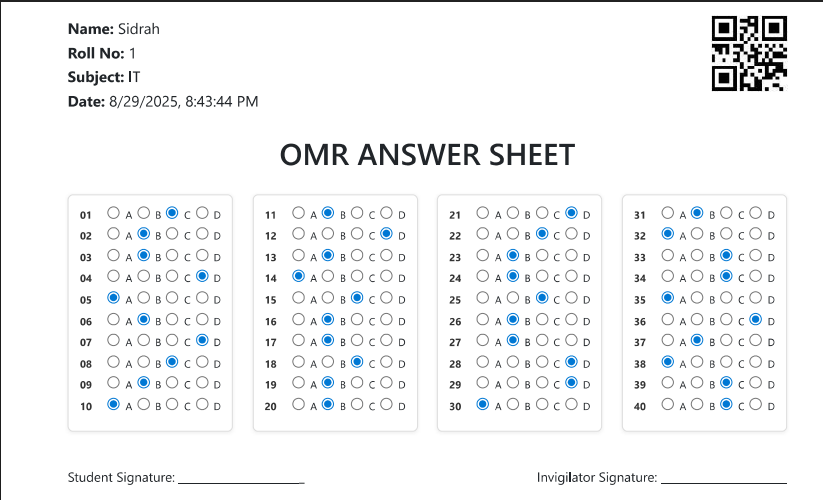 Name: Sidrah
Roll No: 1
Subject: IT
Date: 8/29/2025, 8:43:44 PM
OMR ANSWER SHEET
01 A B C D
02 A B C D
03 A B C D
04 A B C D
05 A B C D
06 A B C D
07 A B C D
08 A B C D
09 A B C D
10 A B C D
11 A B C D
12 A B C D
13 A B C D
14 A B C D
15 A B C D
16 A B C D
17 A B C D
18 A B C D
19 A B C D
20 A B C D
21 A B C D
22 A B C D
23 A B C D
24 A B C D
25 A B C D
26 A B C D
27 A B C D
28 A B C D
29 A B C D
30 A B C D
31 A B C D
32 A B C D
33 A B C D
34 A B C D
35 A B C D
36 A B C D
37 A B C D
38 A B C D
39 A B C D
40 A B C D
Student Signature: __________________
Invigilator Signature: __________________